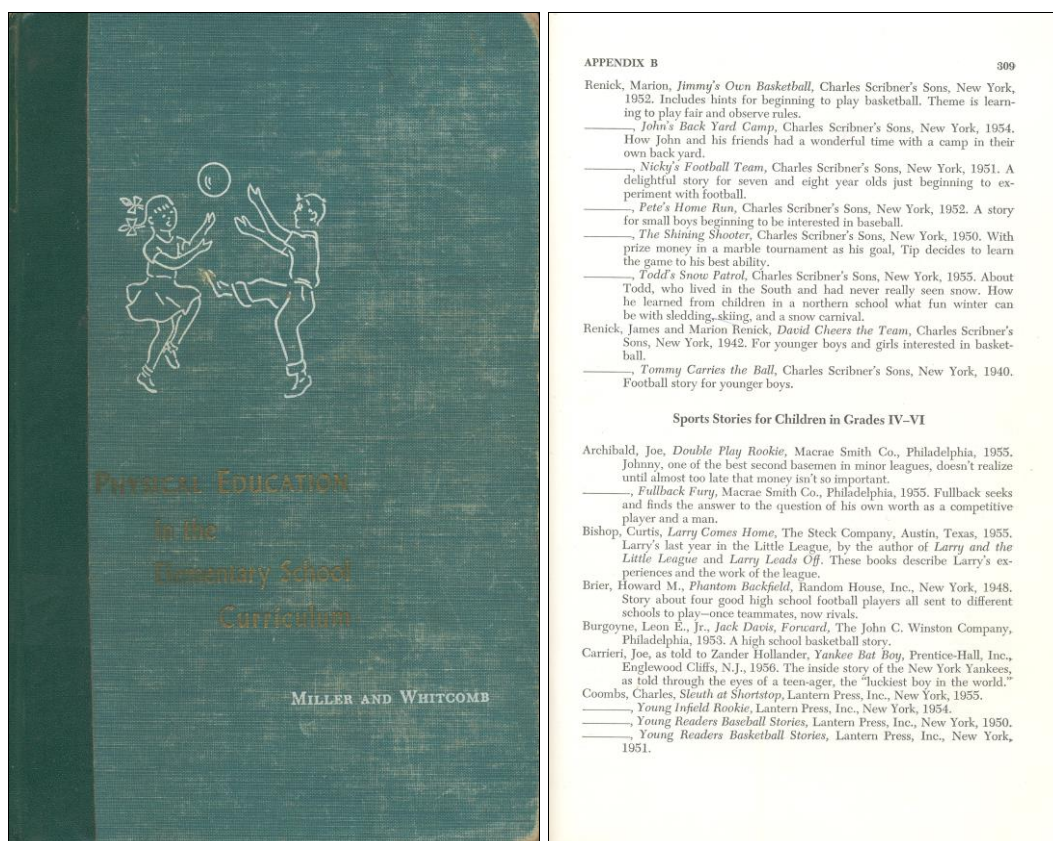 PHYSICAL EDUCATION
in the
Elementary School
Curriculum
MILLER AND WHITCOMB
APPENDIX B 309
Renick, Marion, Jimmy's Own Basketball, Charles Scribner's Sons, New York,
1952. Includes hints for beginning to play basketball. Theme is learn-
ing to play fair and observe rules.
———, John's Back Yard Camp, Charles Scribner's Sons, New York, 1954.
How John and his friends had a wonderful time with a camp in their
own back yard.
———, Nicky's Football Team, Charles Scribner's Sons, New York, 1951. A
delightful story for seven and eight year olds just beginning to ex-
periment with football.
———, Pete's Home Run, Charles Scribner's Sons, New York, 1952. A story
for small boys beginning to be interested in baseball.
———, The Shining Shooter, Charles Scribner's Sons, New York, 1950. With
prize money in a marble tournament as his goal, Tip decides to learn
the game to his best ability.
———, Todd's Snow Patrol, Charles Scribner's Sons, New York, 1955. About
Todd, who lived in the South and had never really seen snow. How
he learned from children in a northern school what fun winter can
be with sledding, skiing, and a snow carnival.
Renick, James and Marion Renick, David Cheers the Team, Charles Scribner's
Sons, New York, 1942. For younger boys and girls interested in basket-
ball.
———, Tommy Carries the Ball, Charles Scribner's Sons, New York, 1940.
Football story for younger boys.
Sports Stories for Children in Grades IV–VI
Archibald, Joe, Double Play Rookie, Macrae Smith Co., Philadelphia, 1955.
Johnny, one of the best second basemen in minor leagues, doesn't realize
until almost too late that money isn't so important.
———, Fullback Fury, Macrae Smith Co., Philadelphia, 1955. Fullback seeks
and finds the answer to the question of his own worth as a competitive
player and a man.
Bishop, Curtis, Larry Comes Home, The Steck Company, Austin, Texas, 1955.
Larry's last year in the Little League, by the author of Larry and the
Little League and Larry Leads Off. These books describe Larry's ex-
periences and the work of the league.
Brier, Howard M., Phantom Backfield, Random House, Inc., New York, 1948.
Story about four good high school football players all sent to different
schools to play—once teammates, now rivals.
Burgoyne, Leon E., Jr., Jack Davis, Forward, The John C. Winston Company,
Philadelphia, 1953. A high school basketball story.
Carrieri, Joe, as told to Zander Hollander, Yankee Bat Boy, Prentice-Hall, Inc.,
Englewood Cliffs, N.J., 1956. The inside story of the New York Yankees,
as told through the eyes of a teen-ager, the "luckiest boy in the world."
Coombs, Charles, Sleuth at Shortstop, Lantern Press, Inc., New York, 1955.
———, Young Infield Rookie, Lantern Press, Inc., New York, 1954.
———, Young Readers Baseball Stories, Lantern Press, Inc., New York, 1950.
———, Young Readers Basketball Stories, Lantern Press, Inc., New York,
1951.